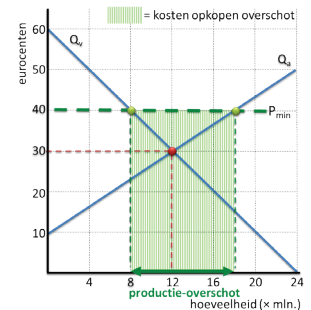 = kosten opkopen overschot
eurocenten
60
50
40
30
20
10
Qv
Qa
Pmin
4
8
12
16
20
24
productie-overschot
hoeveelheid (× mln.)